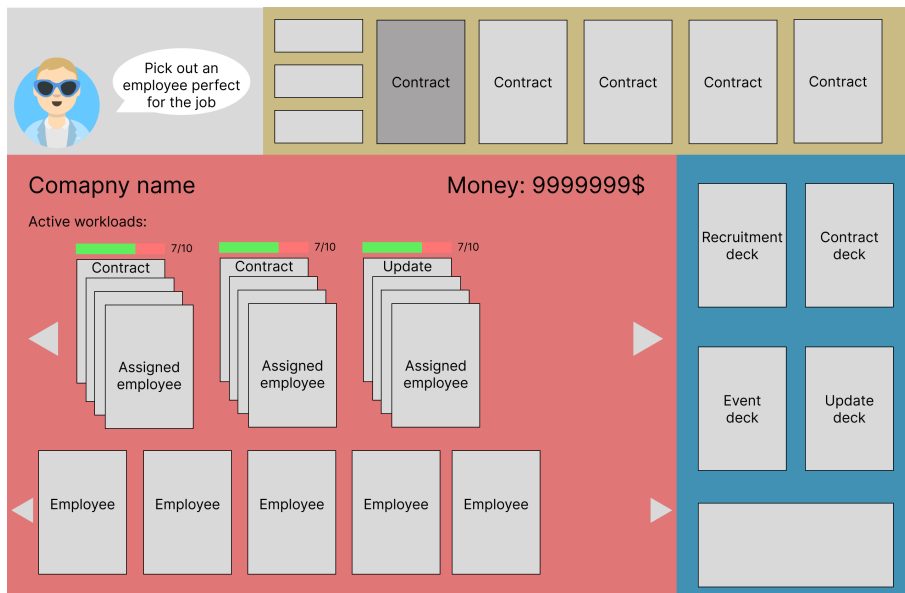 Pick out an
employee perfect
for the job
Contract
Contract
Contract
Contract
Contract
Comapny name
Money: 9999999$
Active workloads:
7/10
7/10
7/10
Contract
Contract
Update
Assigned
employee
Assigned
employee
Assigned
employee
Employee
Employee
Employee
Employee
Employee
Recruitment
deck
Contract
deck
Event
deck
Update
deck